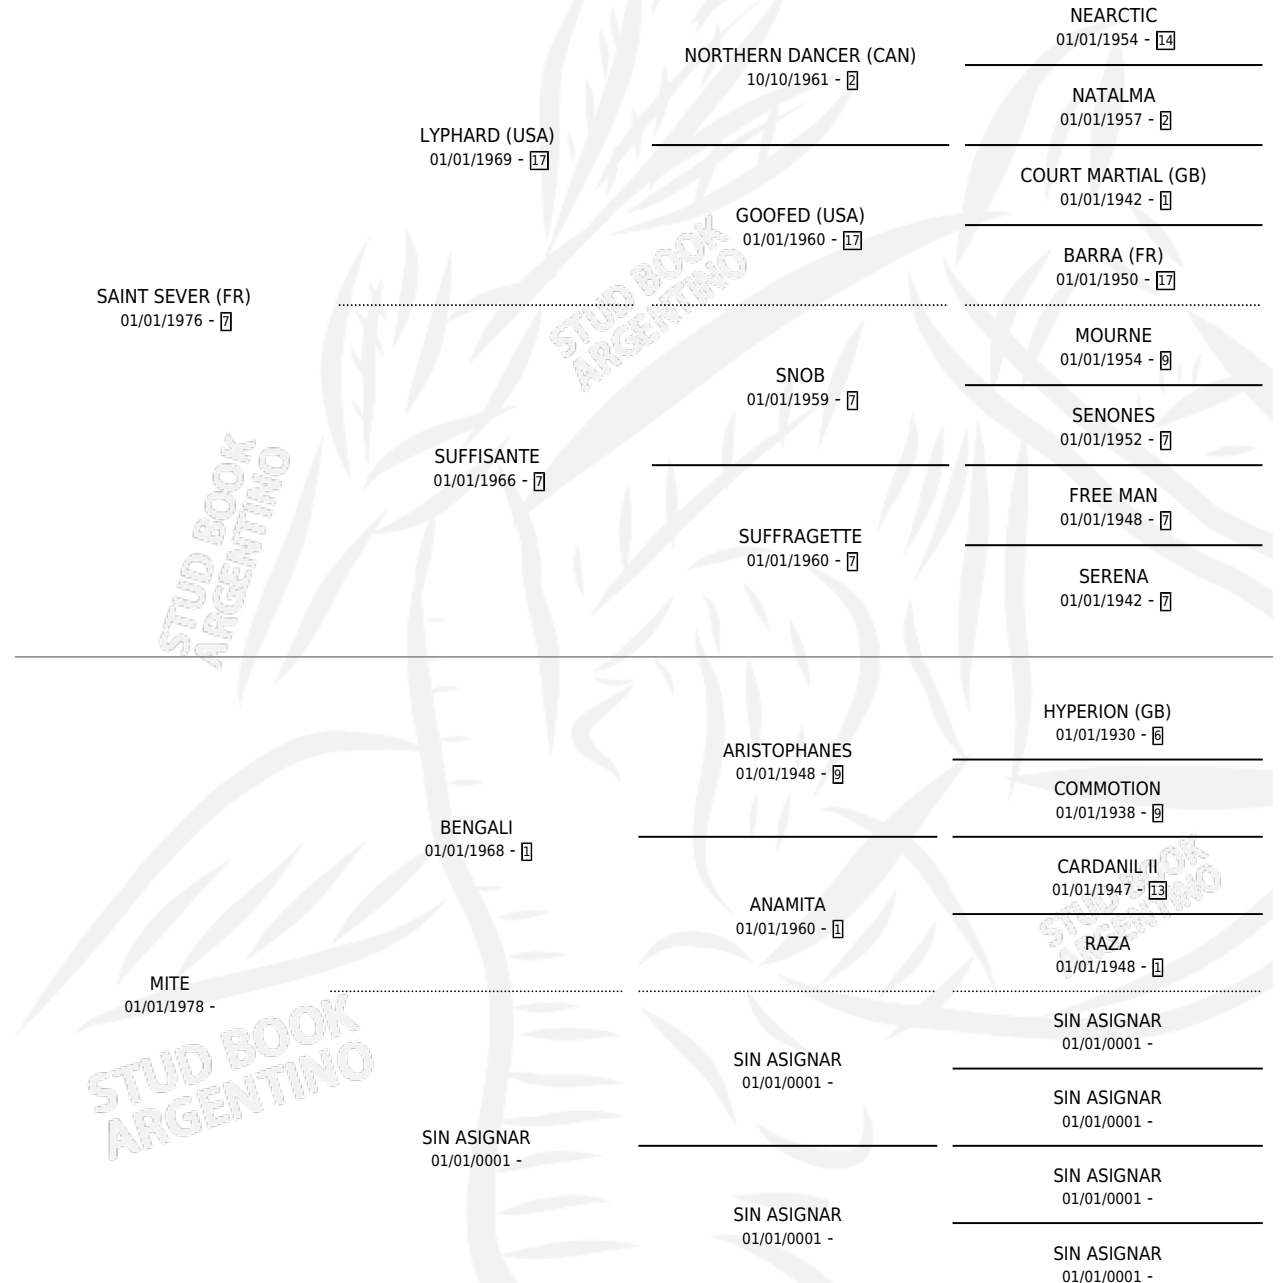 NEARCTIC
01/01/1954 - 14
NORTHERN DANCER (CAN)
10/10/1961 - 2
NATALMA
01/01/1957 - 2
LYPHARD (USA)
01/01/1969 - 17
COURT MARTIAL (GB)
01/01/1942 - 1
GOOFED (USA)
01/01/1960 - 17
BARRA (FR)
01/01/1950 - 17
SAINT SEVER (FR)
01/01/1976 - 7
STUD BOOK
ARGENTINO
MOURNE
01/01/1954 - 9
SNOB
01/01/1959 - 7
SENONES
01/01/1952 - 7
SUFFISANTE
01/01/1966 - 7
FREE MAN
01/01/1948 - 7
SUFFRAGETTE
01/01/1960 - 7
SERENA
01/01/1942 - 7
STUD BOOK
ARGENTINO
HYPERION (GB)
01/01/1930 - 6
ARISTOPHANES
01/01/1948 - 9
COMMOTION
01/01/1938 - 9
BENGALI
01/01/1968 - 1
CARDANIL II
01/01/1947 - 13
ANAMITA
01/01/1960 - 1
RAZA
01/01/1948 - 1
STUD BOOK
ARGENTINO
MITE
01/01/1978 -
SIN ASIGNAR
01/01/0001 -
SIN ASIGNAR
01/01/0001 -
SIN ASIGNAR
01/01/0001 -
SIN ASIGNAR
01/01/0001 -
SIN ASIGNAR
01/01/0001 -
SIN ASIGNAR
01/01/0001 -
SIN ASIGNAR
01/01/0001 -
STUD BOOK
ARGENTINO